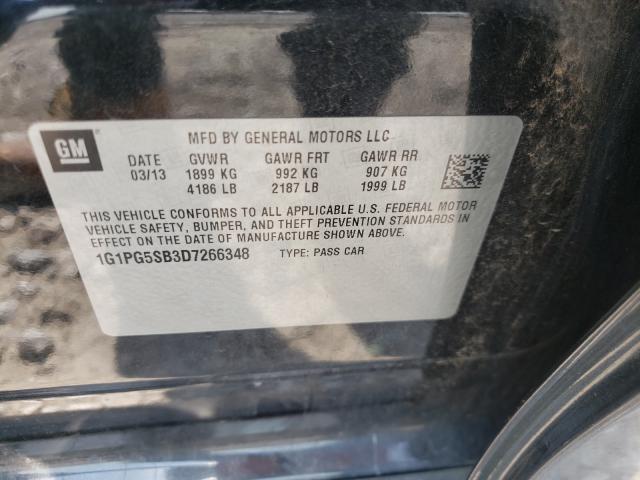 GM
MFD BY GENERAL MOTORS LLC
DATE GVWR GAWR FRT GAWR RR
03/13 1899 KG 992 KG 907 KG
4186 LB 2187 LB 1999 LB
THIS VEHICLE CONFORMS TO ALL APPLICABLE U.S. FEDERAL MOTOR
VEHICLE SAFETY, BUMPER, AND THEFT PREVENTION STANDARDS
IN EFFECT ON THE DATE OF MANUFACTURE SHOWN ABOVE.
1G1PG5SB3D7266348 TYPE: PASS CAR